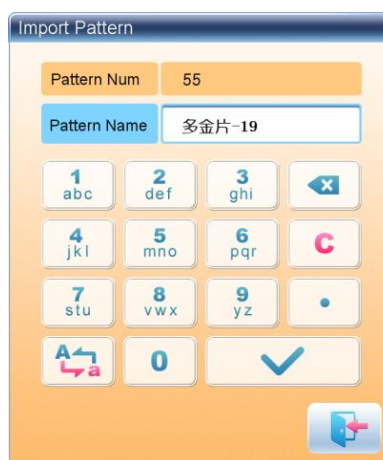 Import Patter
Pattern Num 55
Pattern Name 多金片-19
1 2 3
abc def ghi
4 5 6 C
jkl mno pqr
7 8 9 .
stu vwx yz
A a 0